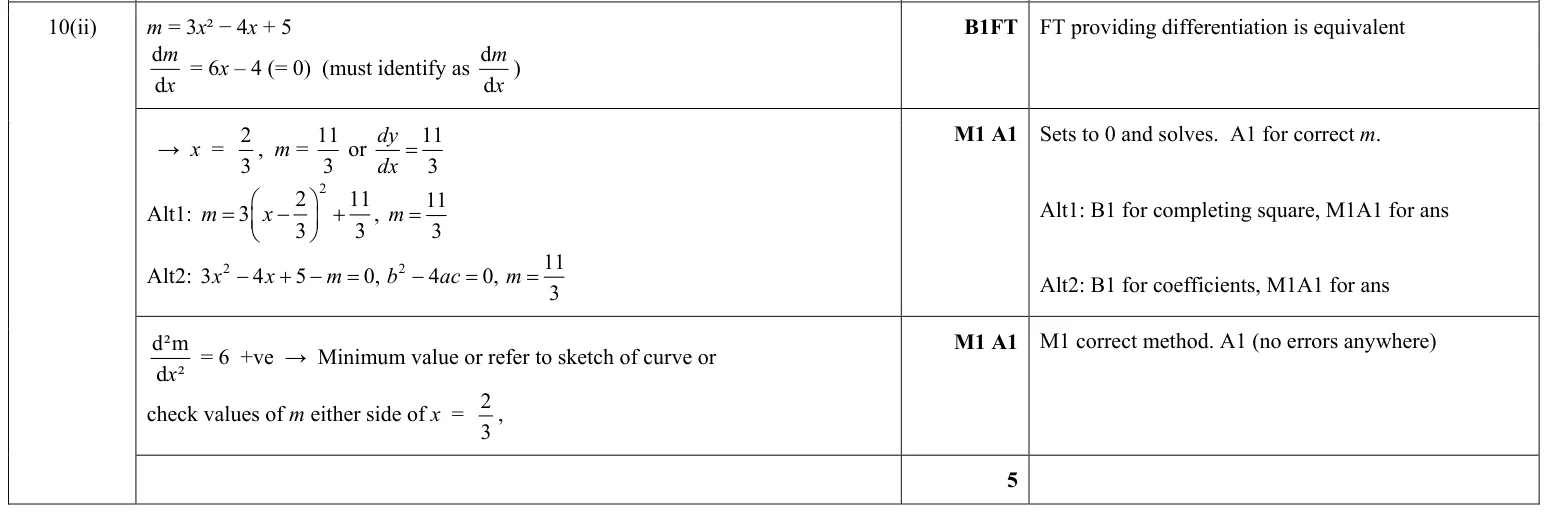 10(ii)
m = 3x² − 4x + 5
dm/dx = 6x – 4 (= 0) (must identify as dm/dx)
B1FT
FT providing differentiation is equivalent
→ x = 2/3, m = 11/3 or dy/dx = 11/3
Alt1: m = 3(x − 2/3)² + 11/3, m = 11/3
Alt2: 3x² − 4x + 5 − m = 0, b² − 4ac = 0, m = 11/3
M1 A1
Sets to 0 and solves. A1 for correct m.
Alt1: B1 for completing square, M1A1 for ans
Alt2: B1 for coefficients, M1A1 for ans
d²m/dx² = 6 +ve → Minimum value or refer to sketch of curve or
check values of m either side of x = 2/3,
M1 A1
M1 correct method. A1 (no errors anywhere)
5